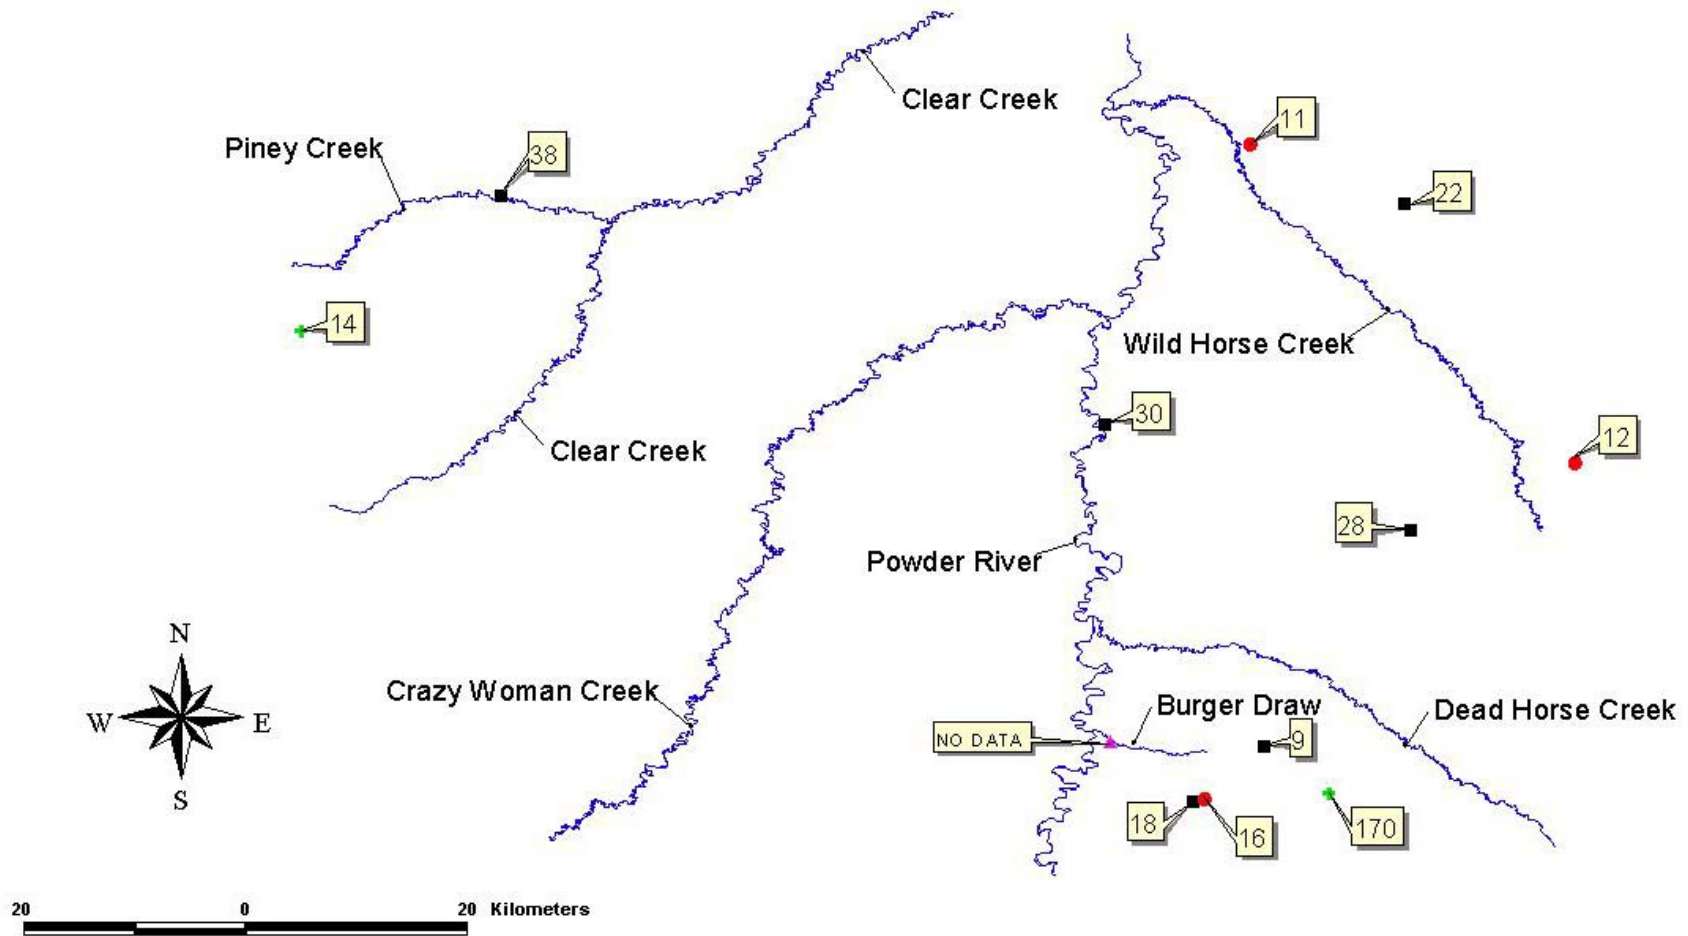 Clear Creek
11
Piney Creek
38
22
14
Wild Horse Creek
30
12
Clear Creek
28
Powder River
N
Crazy Woman Creek
W
E
Burger Draw
Dead Horse Creek
NO DATA
9
S
18
16
170
20 0 20 Kilometers